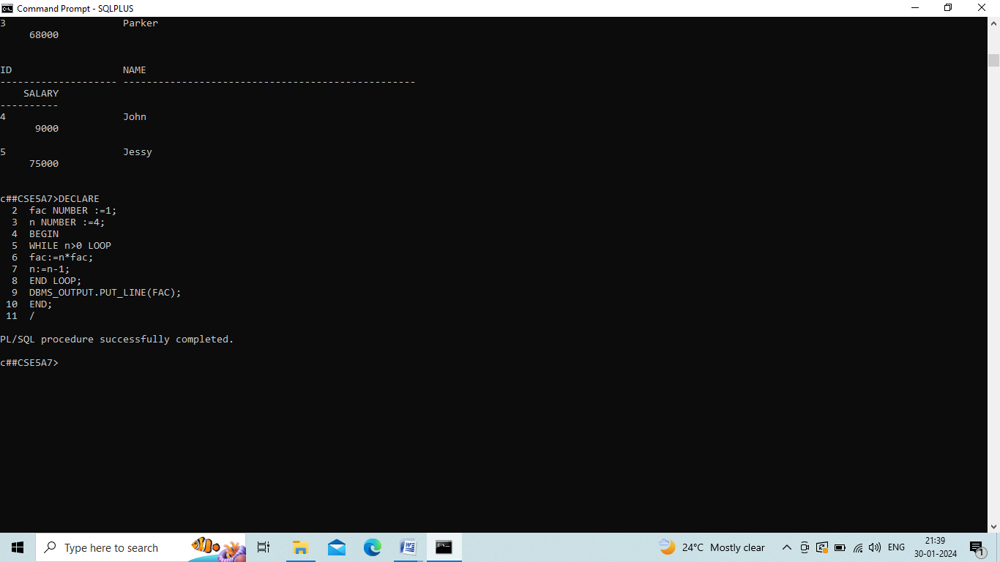 Command Prompt - SQLPLUS
3                    Parker
     68000
ID                   NAME
-------------------- --------------------------------------------------
    SALARY
----------
4                    John
      9000
5                    Jessy
     75000
c##CSE5A7>DECLARE
  2  fac NUMBER :=1;
  3  n NUMBER :=4;
  4  BEGIN
  5  WHILE n>0 LOOP
  6  fac:=n*fac;
  7  n:=n-1;
  8  END LOOP;
  9  DBMS_OUTPUT.PUT_LINE(FAC);
 10  END;
 11  /
PL/SQL procedure successfully completed.
c##CSE5A7>
Type here to search
24°C Mostly clear
ENG
21:39
30-01-2024
1